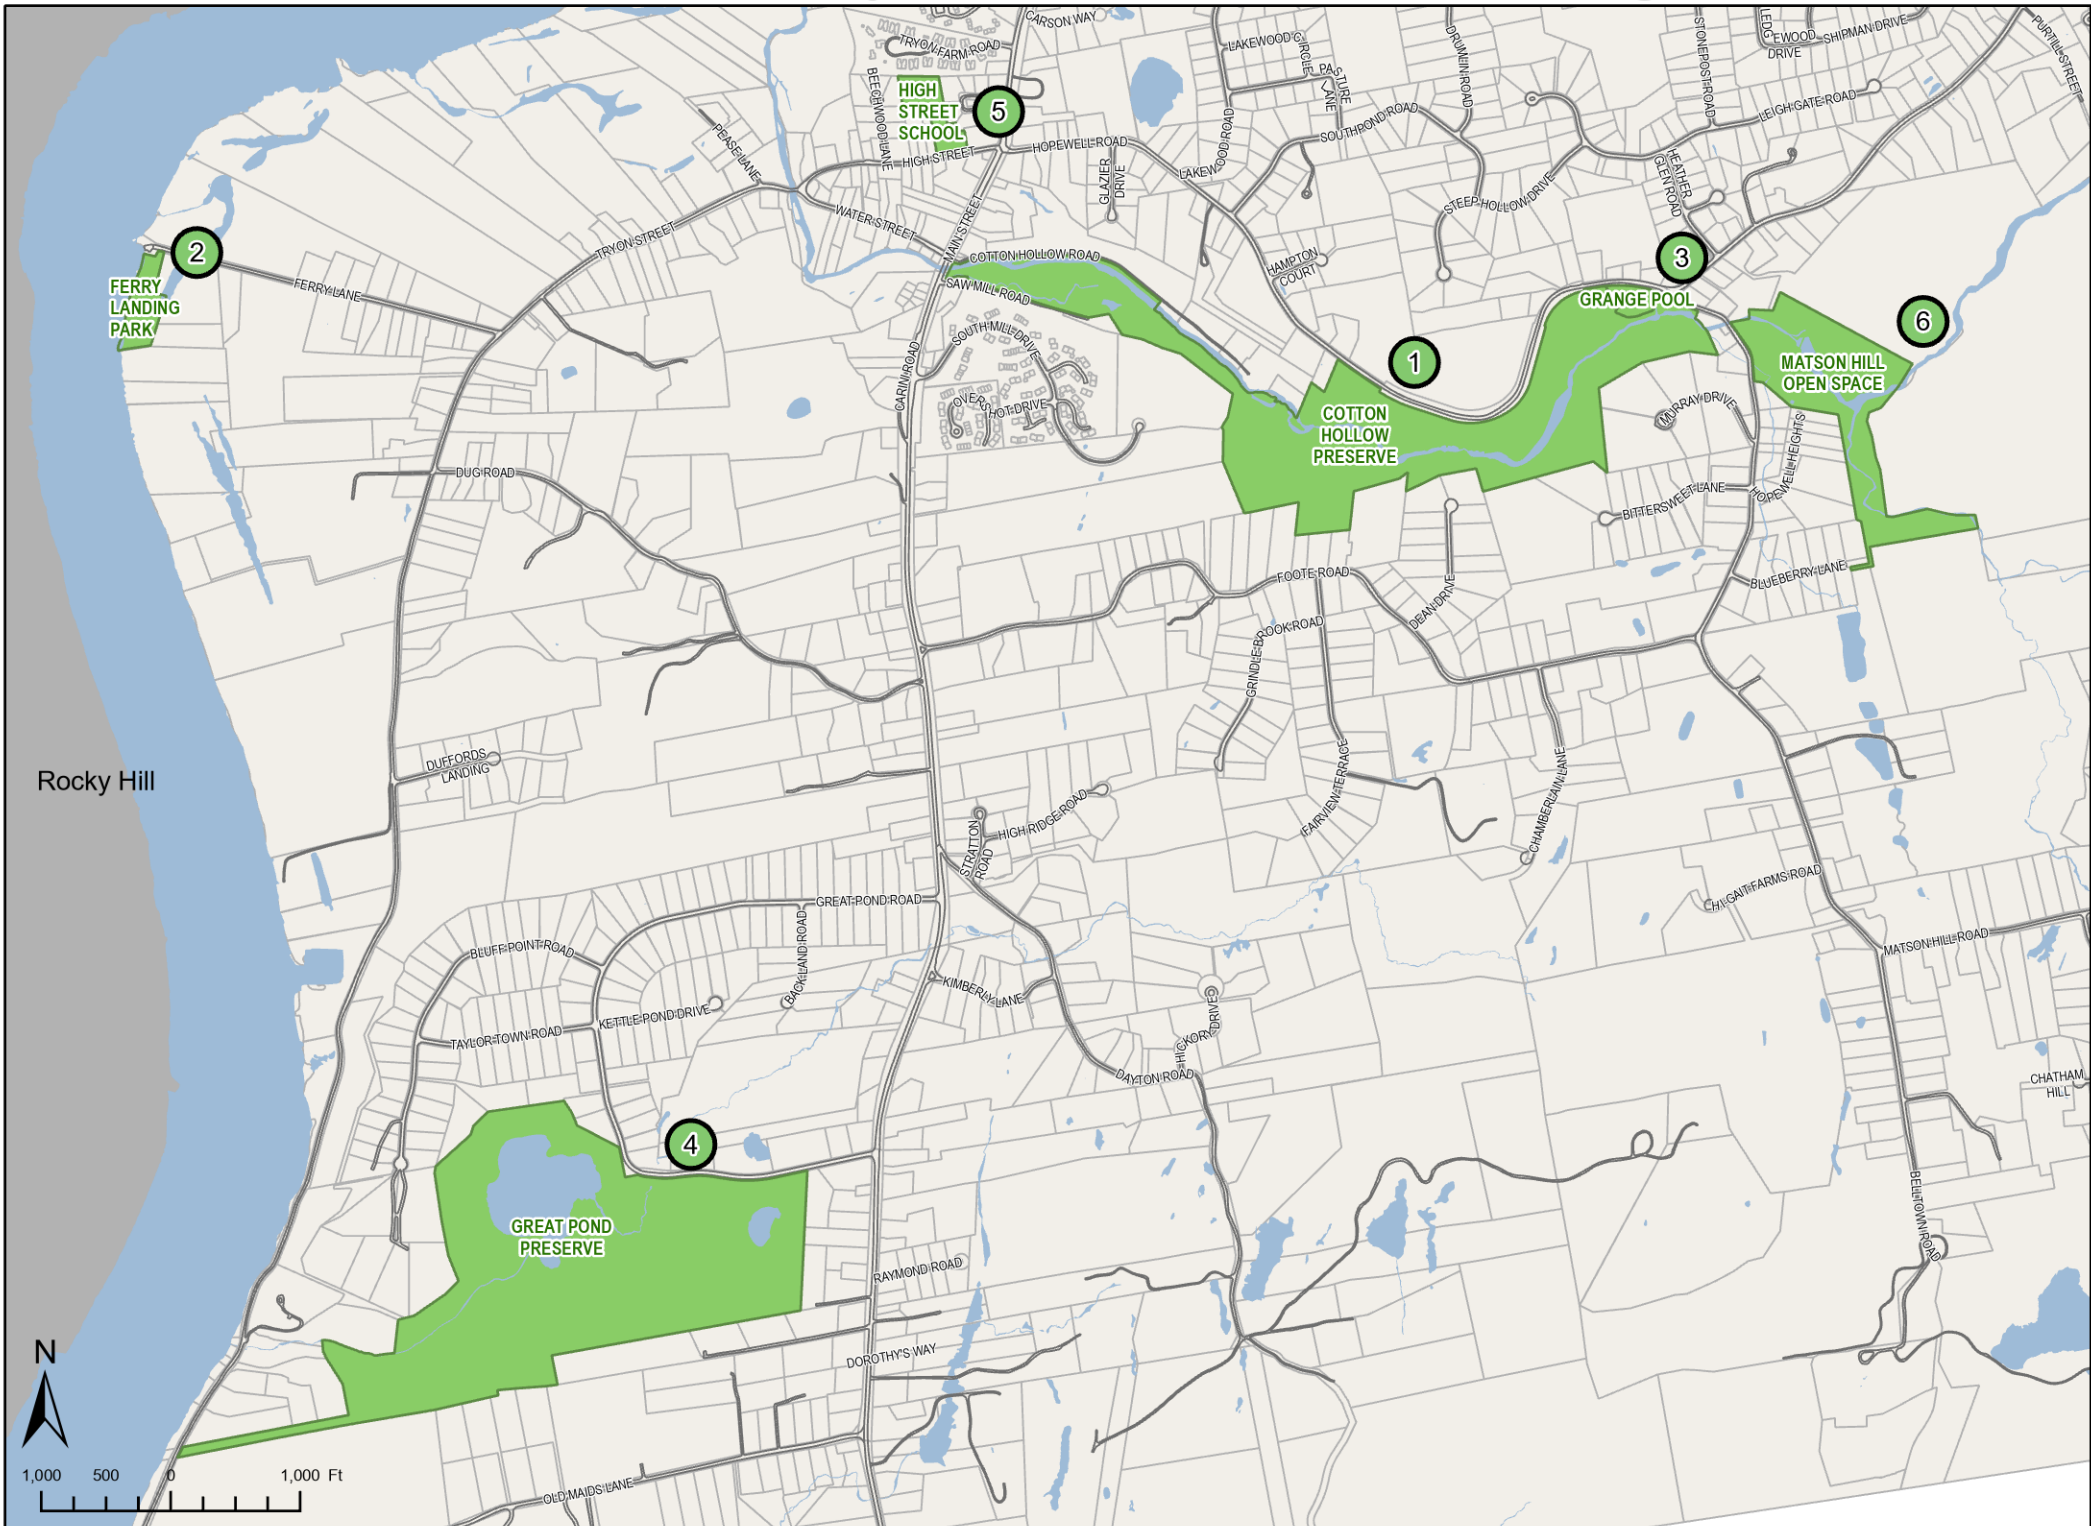 CARSON WAY
TRYON FARM ROAD
LAKEWOOD CIRCLE
DRUMLIN ROAD
STONEPOST ROAD
LEDGEWOOD
DRIVE
SHIPMAN DRIVE
PURTILL STREET
BEECHWOOD LANE
HIGH
STREET
SCHOOL
5
PASTURE
LANE
SOUTHPOND ROAD
LEIGH GATE ROAD
PEASE LANE
HIGH STREET
HOPEWELL ROAD
GLAZIER
DRIVE
LAKEWOOD ROAD
HEATHER
GLEN ROAD
STEEP HOLLOW DRIVE
WATER STREET
MAIN STREET
TRYON STREET
2
FERRY
LANDING
PARK
FERRY LANE
COTTON HOLLOW ROAD
SAW MILL ROAD
HAMPTON
COURT
3
GRANGE POOL
6
MATSON HILL
OPEN SPACE
SOUTH MILL DRIVE
CARINI ROAD
OVERSHOT DRIVE
1
COTTON
HOLLOW
PRESERVE
MURRAY DRIVE
HOPEWELL HEIGHTS
BITTERSWEET LANE
DUG ROAD
BLUEBERRY LANE
FOOTE ROAD
DEAN DRIVE
GRINDLE BROOK ROAD
FAIRVIEW TERRACE
CHAMBERLAIN LANE
DUFFORDS
LANDING
Rocky Hill
STRATTON
ROAD
HIGH RIDGE ROAD
HI GAIT FARMS ROAD
GREAT POND ROAD
BACK LAND ROAD
BLUFF POINT ROAD
MATSON HILL ROAD
KIMBERLY LANE
KETTLE POND DRIVE
TAYLOR TOWN ROAD
HICKORY DRIVE
DAYTON ROAD
CHATHAM
HILL
4
GREAT POND
PRESERVE
BELLTOWN ROAD
RAYMOND ROAD
DOROTHY'S WAY
OLD MAIDS LANE
N
1,000 500 0 1,000 Ft